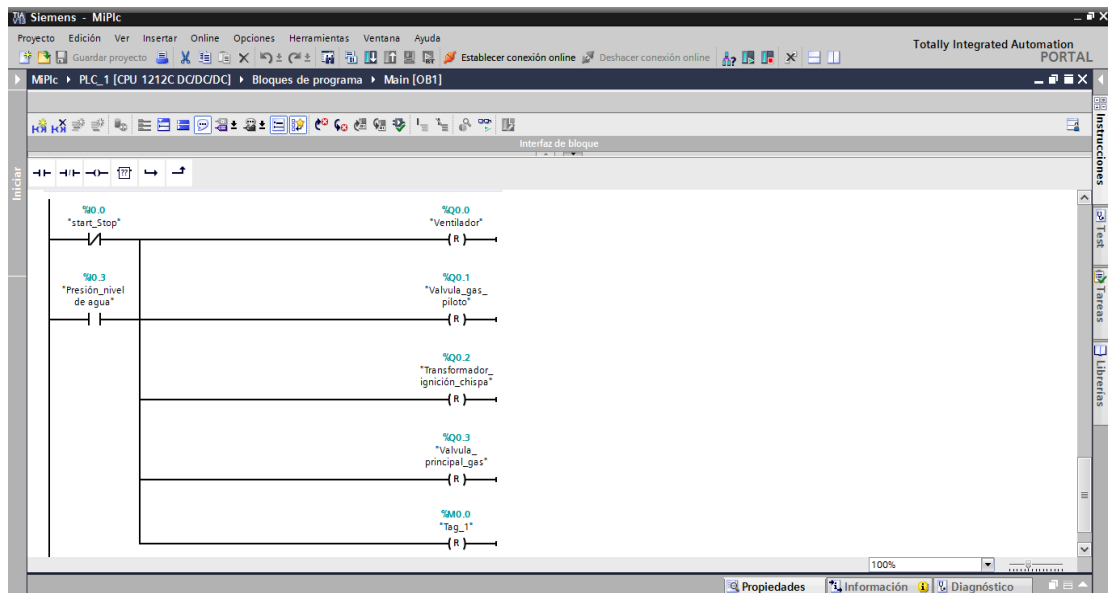 Siemens - MiPlc
Proyecto Edición Ver Insertar Online Opciones Herramientas Ventana Ayuda
Totally Integrated Automation
PORTAL
Guardar proyecto Establecer conexión online Deshacer conexión online
MiPlc ▸ PLC_1 [CPU 1212C DC/DC/DC] ▸ Bloques de programa ▸ Main [OB1]
Interfaz de bloque
Iniciar
Instrucciones
Test
Tareas
Librerías
%I0.0
"start_Stop"
%Q0.0
"Ventilador"
R
%I0.3
"Presión_nivel
de agua"
%Q0.1
"Valvula_gas_
piloto"
R
%Q0.2
"Transformador_
ignición_chispa"
R
%Q0.3
"Valvula_
principal_gas"
R
%M0.0
"Tag_1"
R
100%
Propiedades Información Diagnóstico